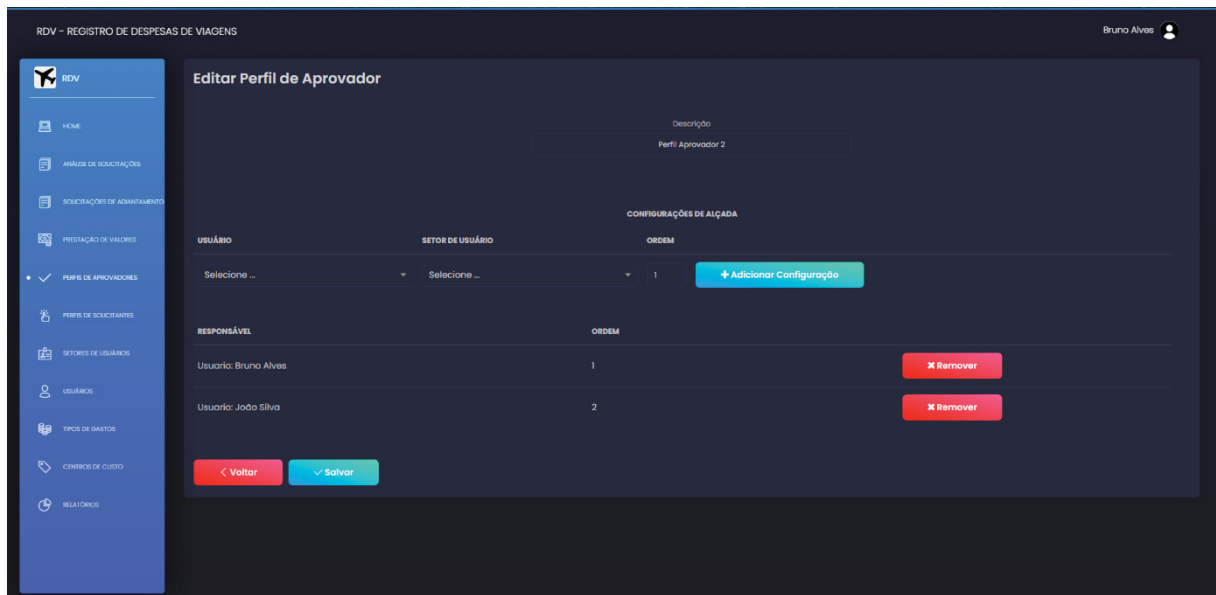 RDV - REGISTRO DE DESPESAS DE VIAGENS
Bruno Alves
RDV
HOME
ANÁLISE DE SOLICITAÇÕES
SOLICITAÇÕES DE ADIANTAMENTO
PRESTAÇÃO DE VALORES
PERFIS DE APROVADORES
PERFIS DE SOLICITANTES
SETORES DE USUÁRIOS
USUÁRIOS
TIPOS DE GASTOS
CENTROS DE CUSTO
RELATÓRIOS
Editar Perfil de Aprovador
Descrição
Perfil Aprovador 2
CONFIGURAÇÕES DE ALÇADA
USUÁRIO SETOR DE USUÁRIO ORDEM
Selecione ... Selecione ... 1 Adicionar Configuração
RESPONSÁVEL ORDEM
Usuario: Bruno Alves 1 Remover
Usuario: João Silva 2 Remover
Voltar Salvar